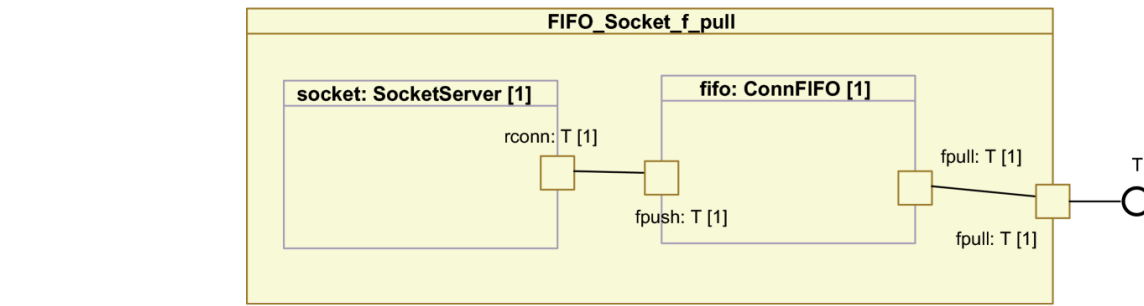 FIFO_Socket_f_pull
socket: SocketServer [1]
fifo: ConnFIFO [1]
rconn: T [1]
fpull: T [1]
T
fpush: T [1]
fpull: T [1]